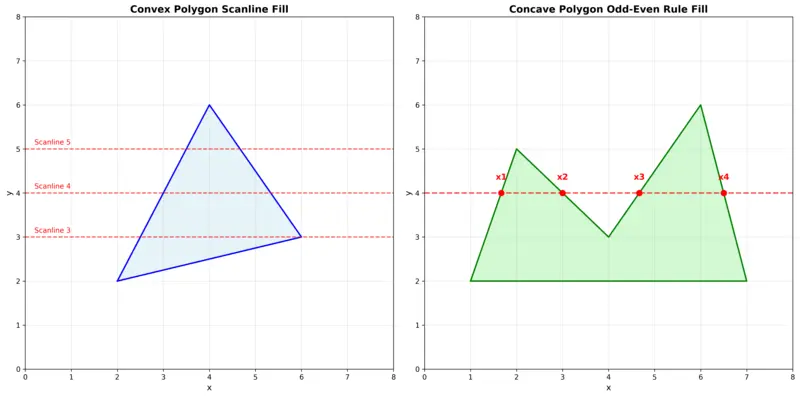 Convex Polygon Scanline Fill
8
7
6
5
4
3
2
1
0
y
Scanline 5
Scanline 4
Scanline 3
0 1 2 3 4 5 6 7 8
x
Concave Polygon Odd-Even Rule Fill
8
7
6
5
4
3
2
1
0
y
x1 x2 x3 x4
0 1 2 3 4 5 6 7 8
x